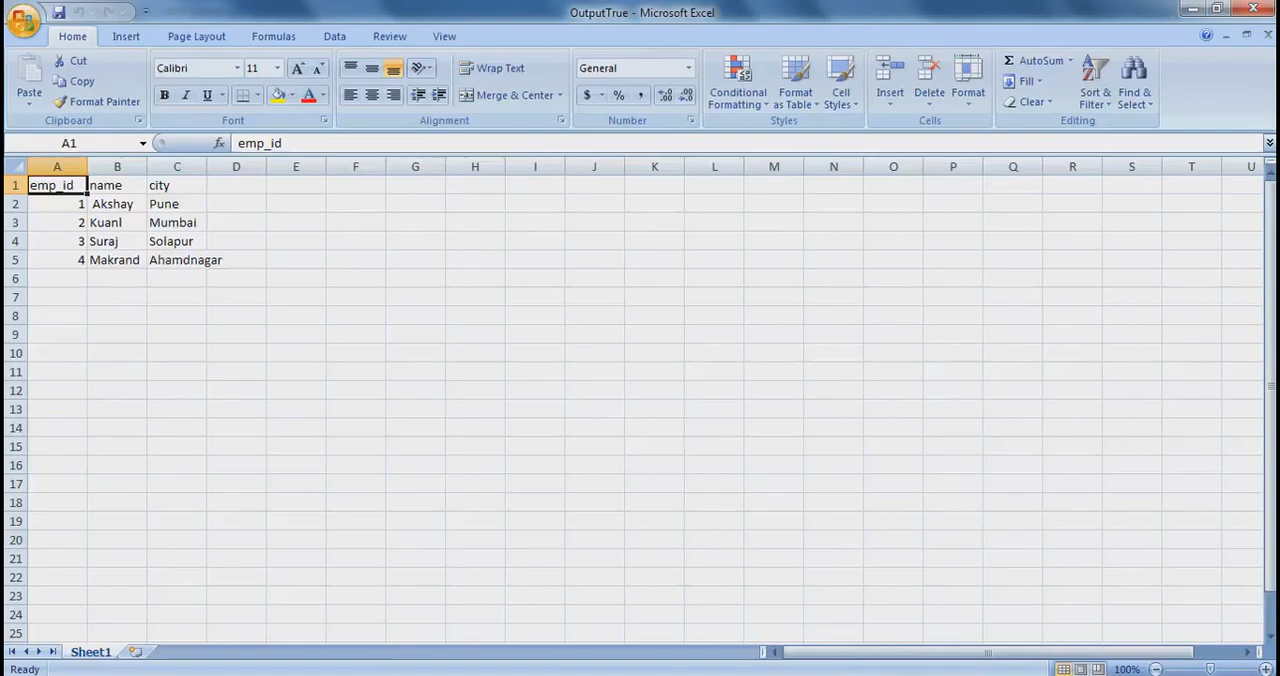 OutputTrue - Microsoft Excel
Home Insert Page Layout Formulas Data Review View
Cut
Copy
Format Painter
Paste
Clipboard
Calibri 11
B I U
Font
Wrap Text
Merge & Center
Alignment
General
$ % ,
Number
Conditional Formatting
Format as Table
Cell Styles
Styles
Insert Delete Format
Cells
Σ AutoSum
Fill
Clear
Sort & Filter
Find & Select
Editing
A1 fx emp_id
A B C D E F G H I J K L M N O P Q R S T U
1 emp_id name city
2 1 Akshay Pune
3 2 Kuanl Mumbai
4 3 Suraj Solapur
5 4 Makrand Ahamdnagar
6
7
8
9
10
11
12
13
14
15
16
17
18
19
20
21
22
23
24
25
Sheet1
Ready 100%